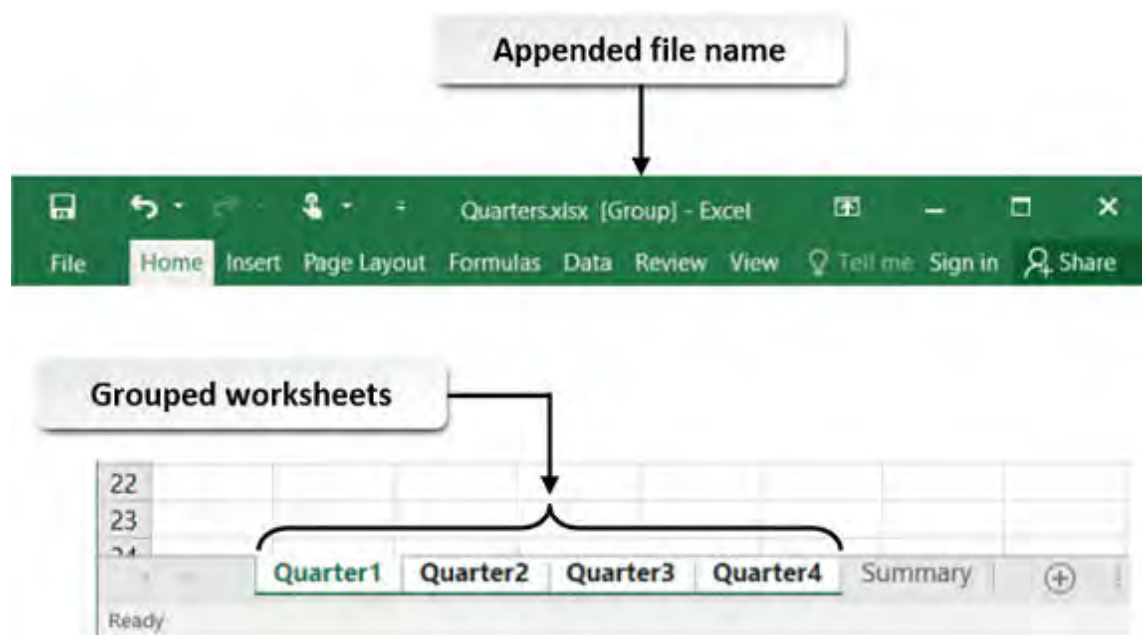 Appended file name
Quarters.xlsx [Group] - Excel
File Home Insert Page Layout Formulas Data Review View Tell me Sign in Share
Grouped worksheets
22
23
24
Quarter1 Quarter2 Quarter3 Quarter4 Summary
Ready